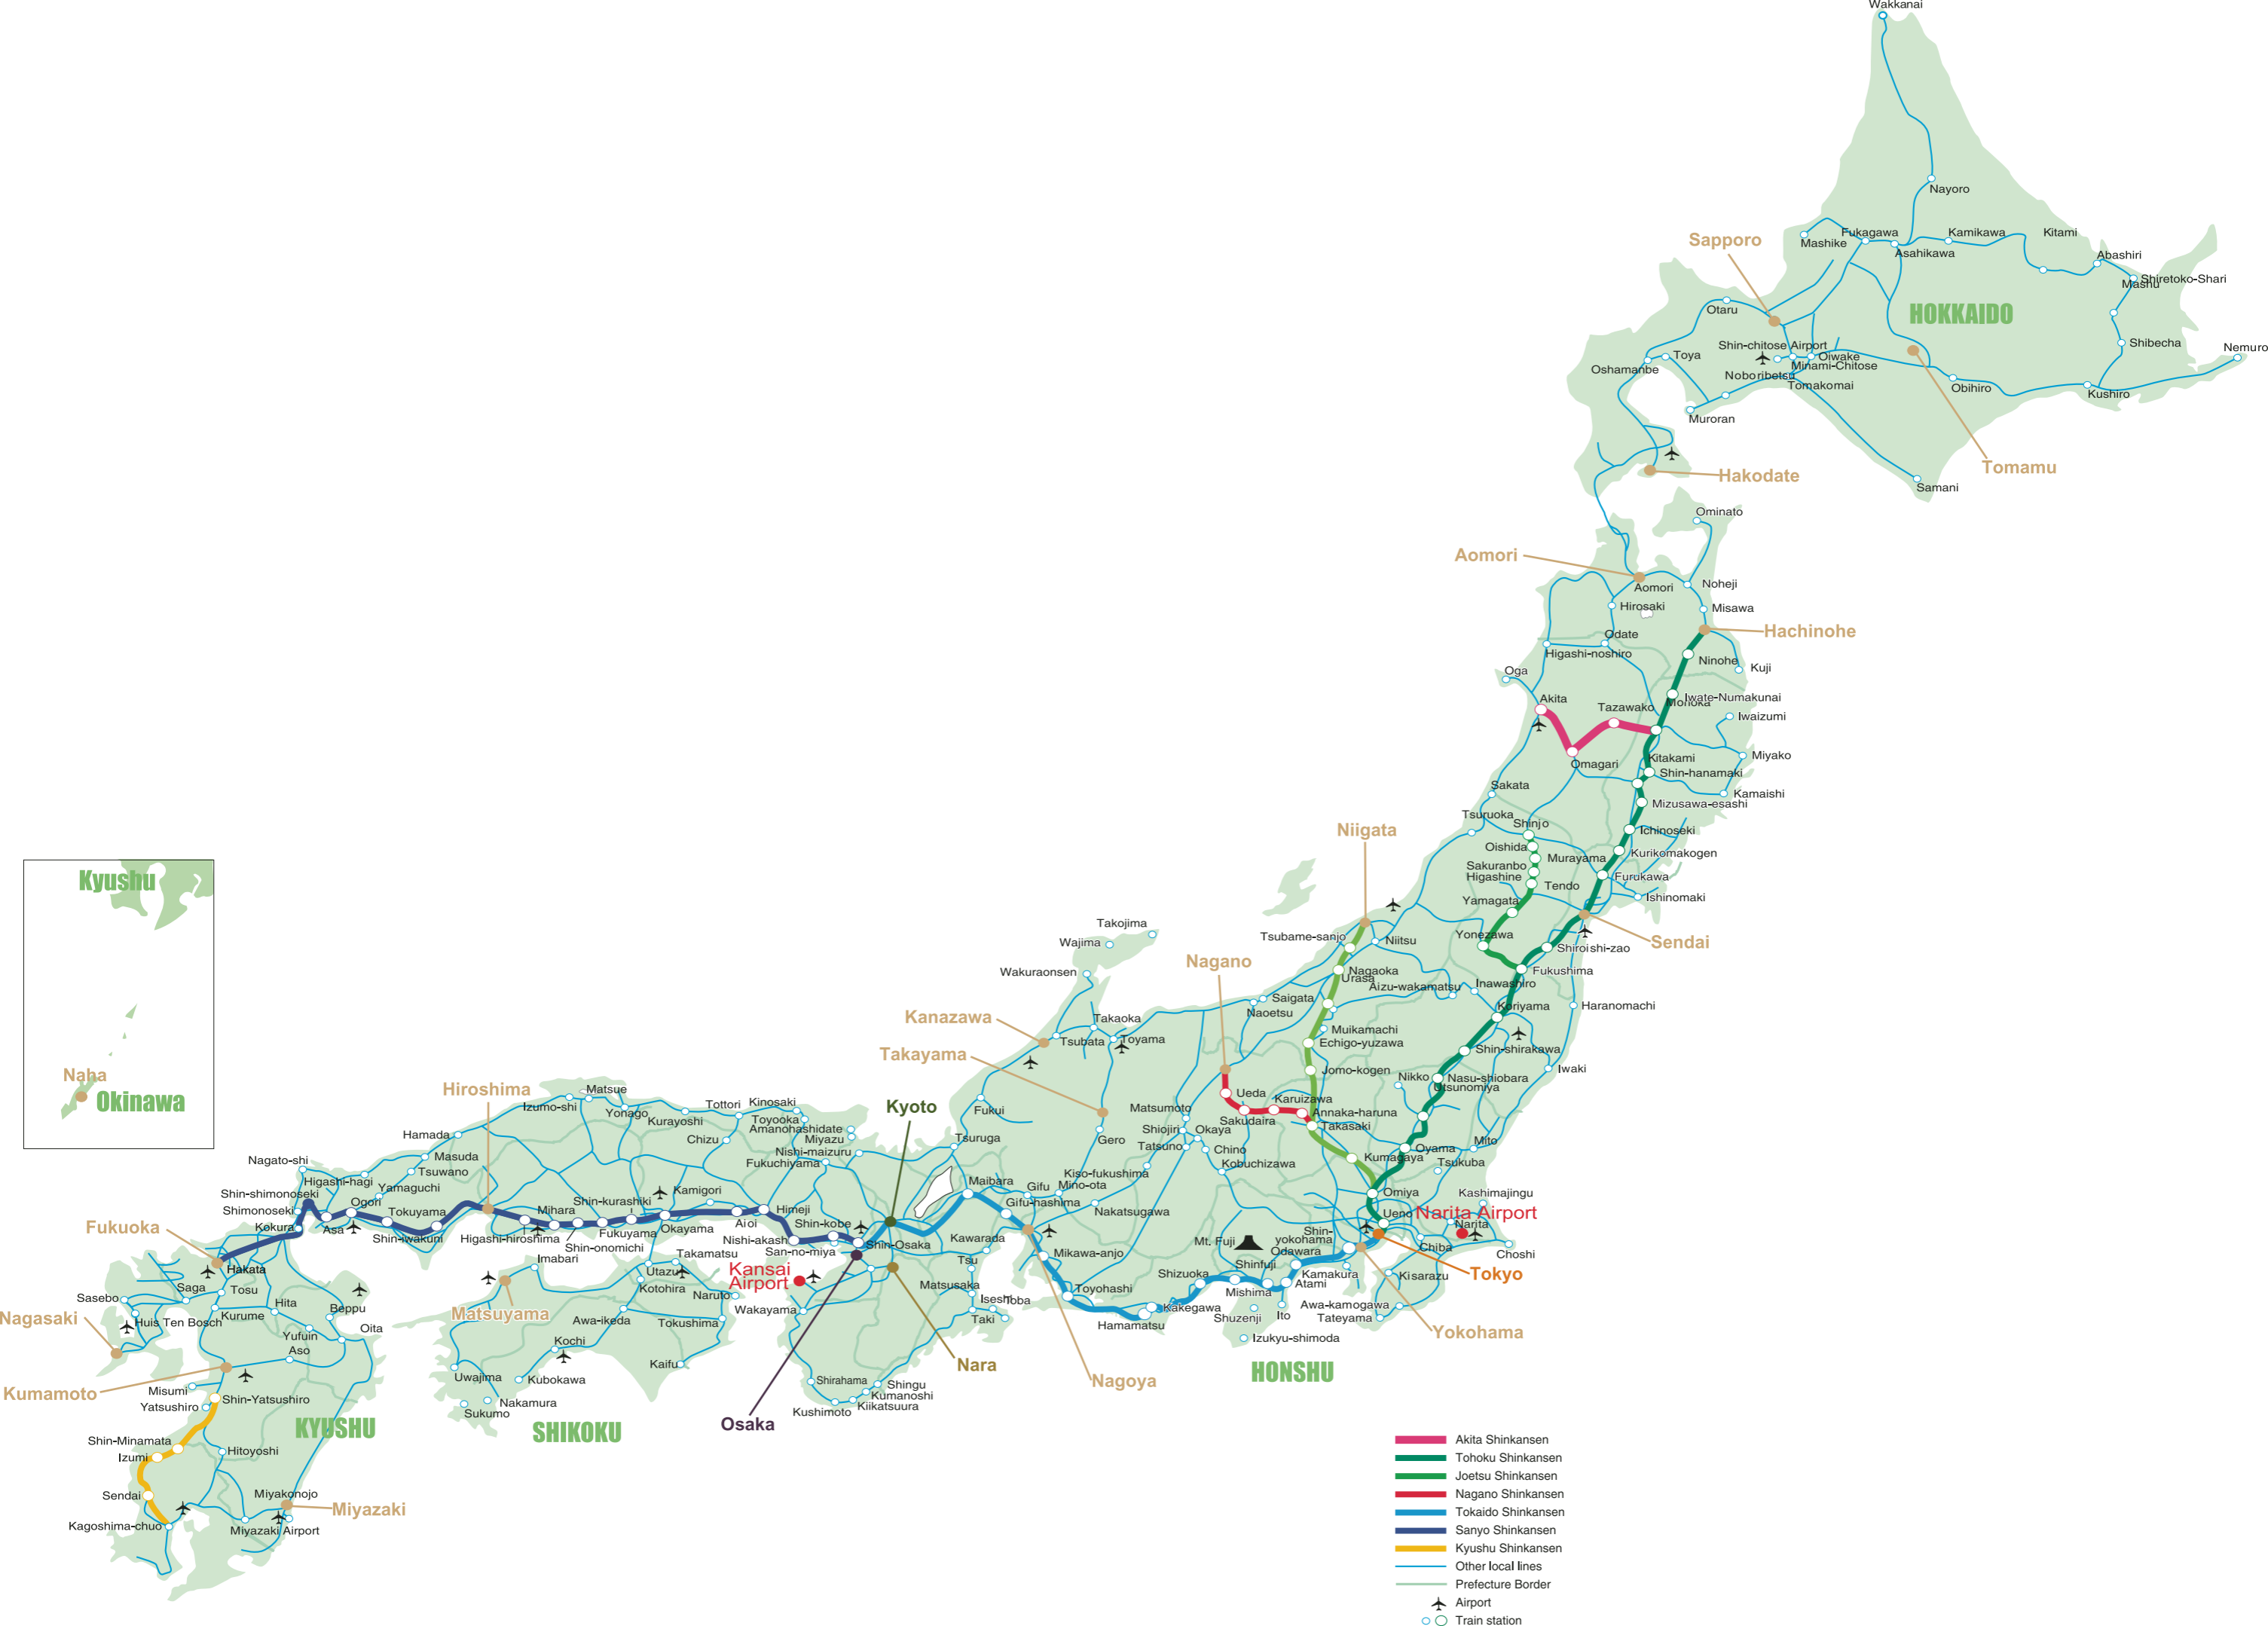 Wakkanai
Nayoro
Sapporo
Mashike
Fukagawa
Asahikawa
Kamikawa
Kitami
Abashiri
Shiretoko-Shari
Mashu
HOKKAIDO
Otaru
Shin-chitose Airport
Oiwake
Minami-Chitose
Toya
Oshamanbe
Noboribetsu
Tomakomai
Muroran
Shibecha
Nemuro
Obihiro
Kushiro
Tomamu
Samani
Hakodate
Ominato
Aomori
Aomori
Noheji
Hirosaki
Misawa
Hachinohe
Odate
Higashi-noshiro
Ninohe
Kuji
Oga
Akita
Tazawako
Iwate-Numakunai
Morioka
Iwaizumi
Omagari
Kitakami
Shin-hanamaki
Miyako
Kamaishi
Mizusawa-esashi
Sakata
Tsuruoka
Shinjo
Ichinoseki
Oishida
Murayama
Kurikomakogen
Sakuranbo
Higashine
Tendo
Furukawa
Ishinomaki
Yamagata
Yonezawa
Sendai
Shiroishi-zao
Fukushima
Niigata
Tsubame-sanjo
Niitsu
Nagaoka
Urasa
Aizu-wakamatsu
Inawashiro
Koriyama
Haranomachi
Takojima
Wajima
Wakuraonsen
Nagano
Saigata
Naoetsu
Muikamachi
Echigo-yuzawa
Shin-shirakawa
Iwaki
Kanazawa
Takaoka
Tsubata
Toyama
Takayama
Jomo-kogen
Nikko
Nasu-shiobara
Utsunomiya
Ueda
Karuizawa
Sakudaira
Annaka-haruna
Takasaki
Fukui
Matsumoto
Shiojiri
Okaya
Tatsuno
Chino
Kobuchizawa
Gero
Kiso-fukushima
Kumagaya
Oyama
Mito
Tsukuba
Kashimajingu
Omiya
Ueno
Narita Airport
Narita
Chiba
Choshi
Tokyo
Kisarazu
Awa-kamogawa
Tateyama
Yokohama
Shin-
yokohama
Odawara
Kamakura
Mt. Fuji
Shinfuji
Atami
Mishima
Ito
Shuzenji
Izukyu-shimoda
Shizuoka
Kakegawa
Hamamatsu
Toyohashi
Mikawa-anjo
Nagoya
HONSHU
Tsuruga
Maibara
Gifu
Mino-ota
Gifu-hashima
Nakatsugawa
Kyoto
Kawarada
Tsu
Matsusaka
Iseshi
Toba
Taki
Nara
Osaka
Shin-Osaka
Shin-kobe
San-no-miya
Nishi-akashi
Kansai
Airport
Wakayama
Shirahama
Shingu
Kumanoshi
Kiikatsuura
Kushimoto
Hiroshima
Izumo-shi
Matsue
Yonago
Kurayoshi
Tottori
Kinosaki
Toyooka
Amanohashidate
Miyazu
Nishi-maizuru
Fukuchiyama
Chizu
Hamada
Masuda
Tsuwano
Nagato-shi
Higashi-hagi
Yamaguchi
Shin-shimonoseki
Shimonoseki
Ogori
Tokuyama
Asa
Shin-iwakuni
Kokura
Higashi-hiroshima
Mihara
Shin-onomichi
Shin-kurashiki
Fukuyama
Okayama
Kamigori
Aioi
Himeji
Imabari
Matsuyama
Takamatsu
Utazu
Kotohira
Naruto
Awa-ikeda
Tokushima
Kochi
Kaifu
Kubokawa
Uwajima
Nakamura
Sukumo
SHIKOKU
Fukuoka
Hakata
Saga
Tosu
Sasebo
Nagasaki
Huis Ten Bosch
Kurume
Hita
Beppu
Yufuin
Oita
Aso
Kumamoto
Misumi
Yatsushiro
Shin-Yatsushiro
KYUSHU
Shin-Minamata
Izumi
Hitoyoshi
Sendai
Kagoshima-chuo
Miyakonojo
Miyazaki
Miyazaki Airport
Kyushu
Naha
Okinawa
Akita Shinkansen
Tohoku Shinkansen
Joetsu Shinkansen
Nagano Shinkansen
Tokaido Shinkansen
Sanyo Shinkansen
Kyushu Shinkansen
Other local lines
Prefecture Border
Airport
Train station